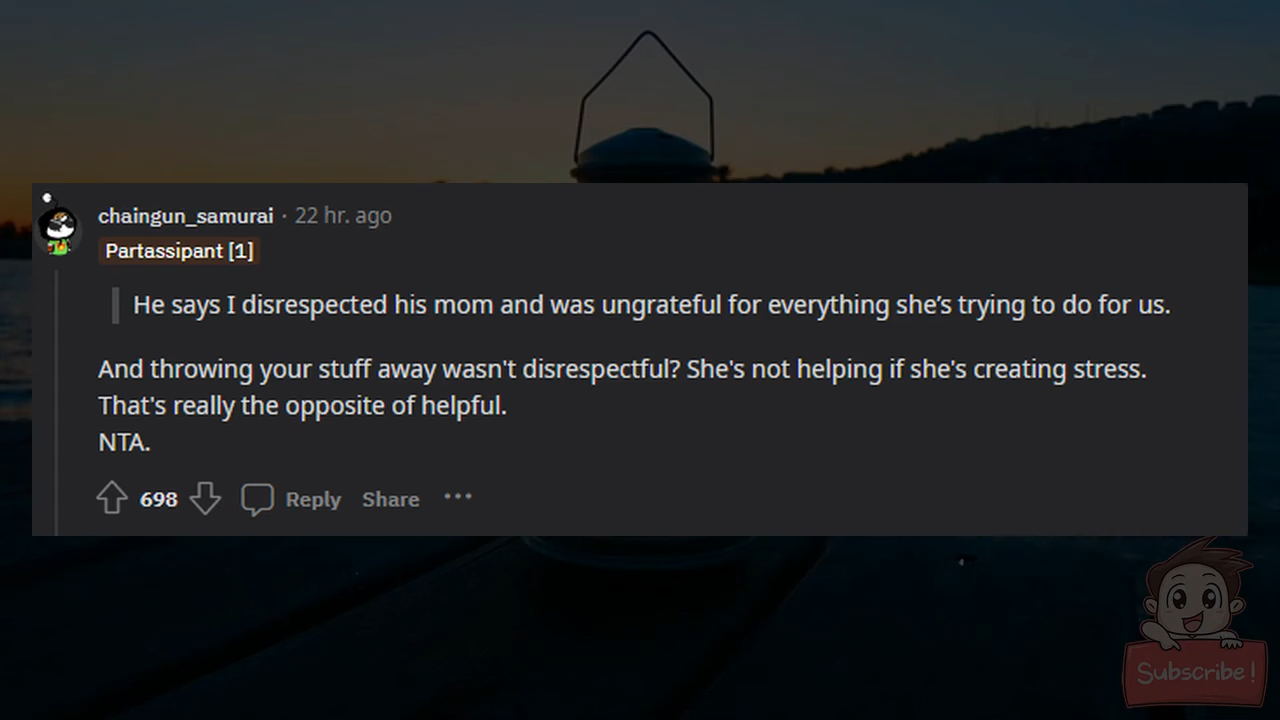 chaingun_samurai · 22 hr. ago
Partassipant [1]
He says I disrespected his mom and was ungrateful for everything she’s trying to do for us.
And throwing your stuff away wasn't disrespectful? She's not helping if she's creating stress.
That's really the opposite of helpful.
NTA.
698 Reply Share ···
Subscribe!